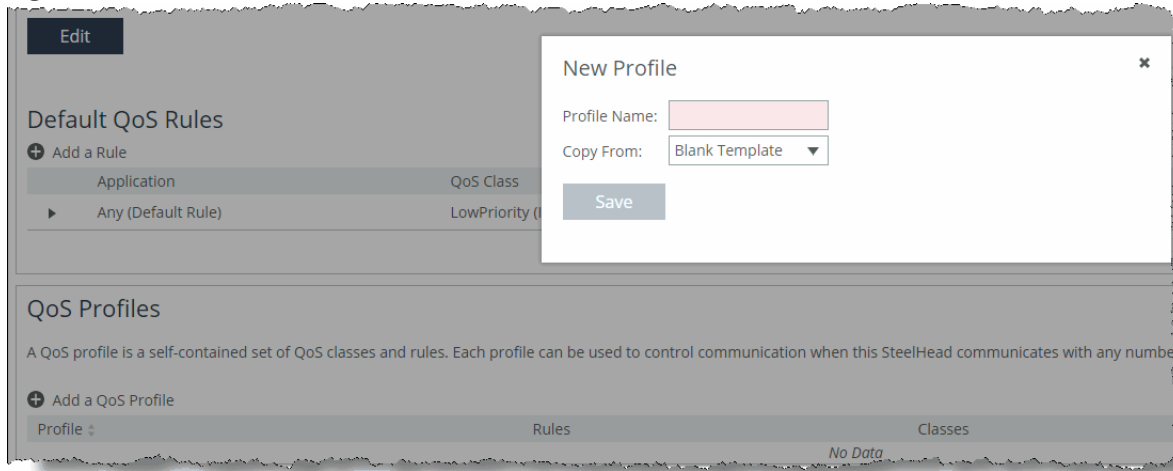 Edit
New Profile
Profile Name:
Copy From: Blank Template
Save
Default QoS Rules
Add a Rule
Application QoS Class
Any (Default Rule) LowPriority
QoS Profiles
A QoS profile is a self-contained set of QoS classes and rules. Each profile can be used to control communication when this SteelHead communicates with any
Add a QoS Profile
Profile Rules Classes
No Data